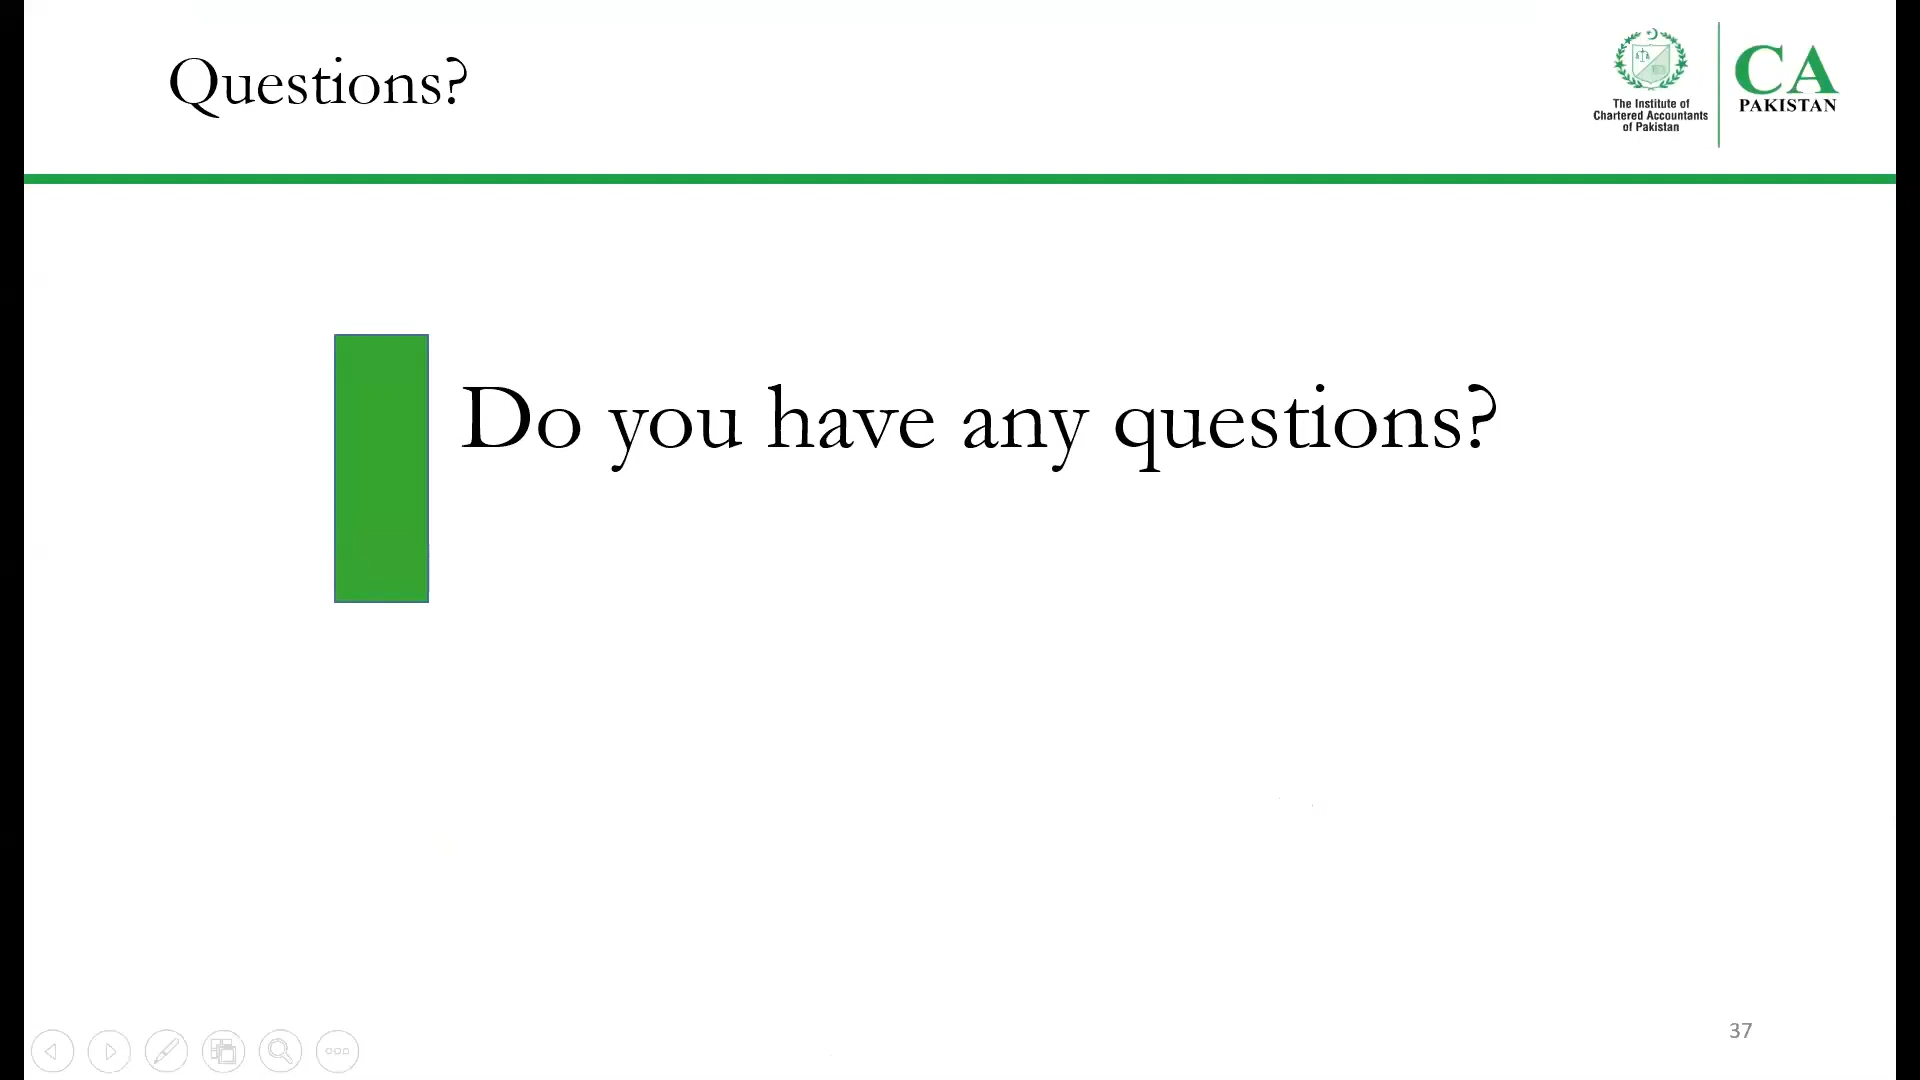 Questions?
The Institute of
Chartered Accountants
of Pakistan
CA
PAKISTAN
Do you have any questions?
37